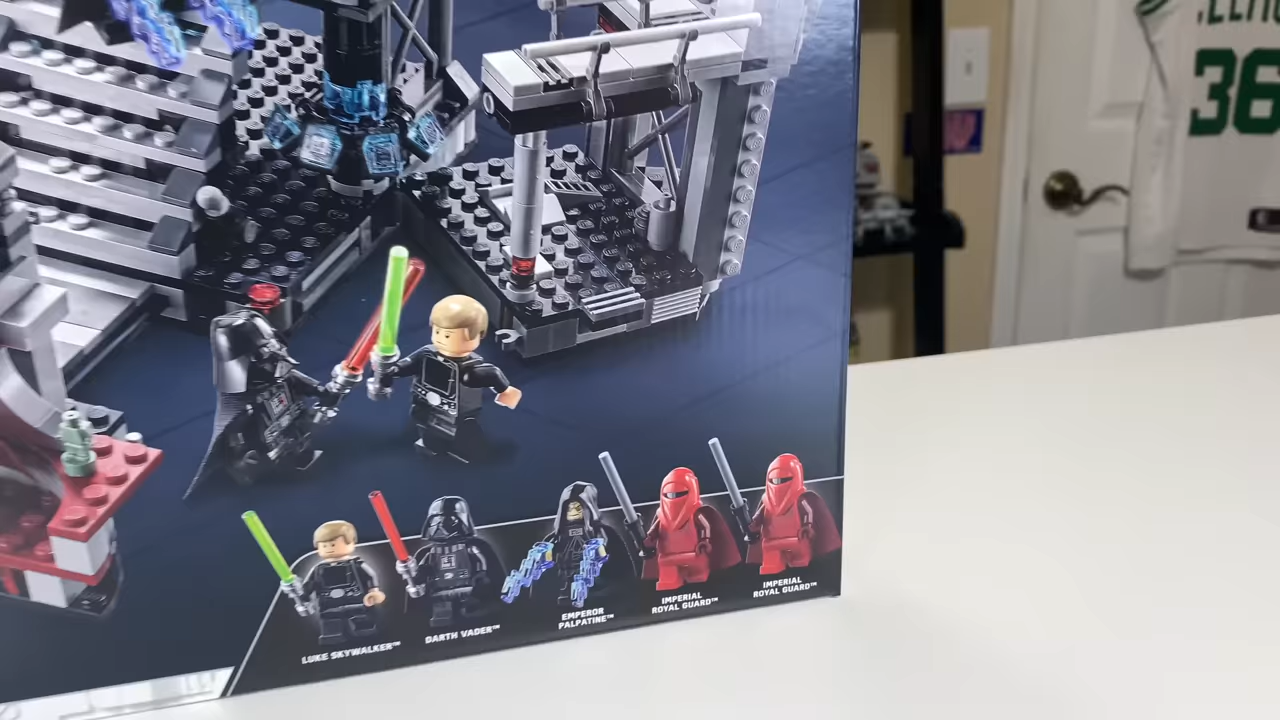 36
LUKE SKYWALKER™
DARTH VADER™
EMPEROR
PALPATINE™
IMPERIAL
ROYAL GUARD™
IMPERIAL
ROYAL GUARD™